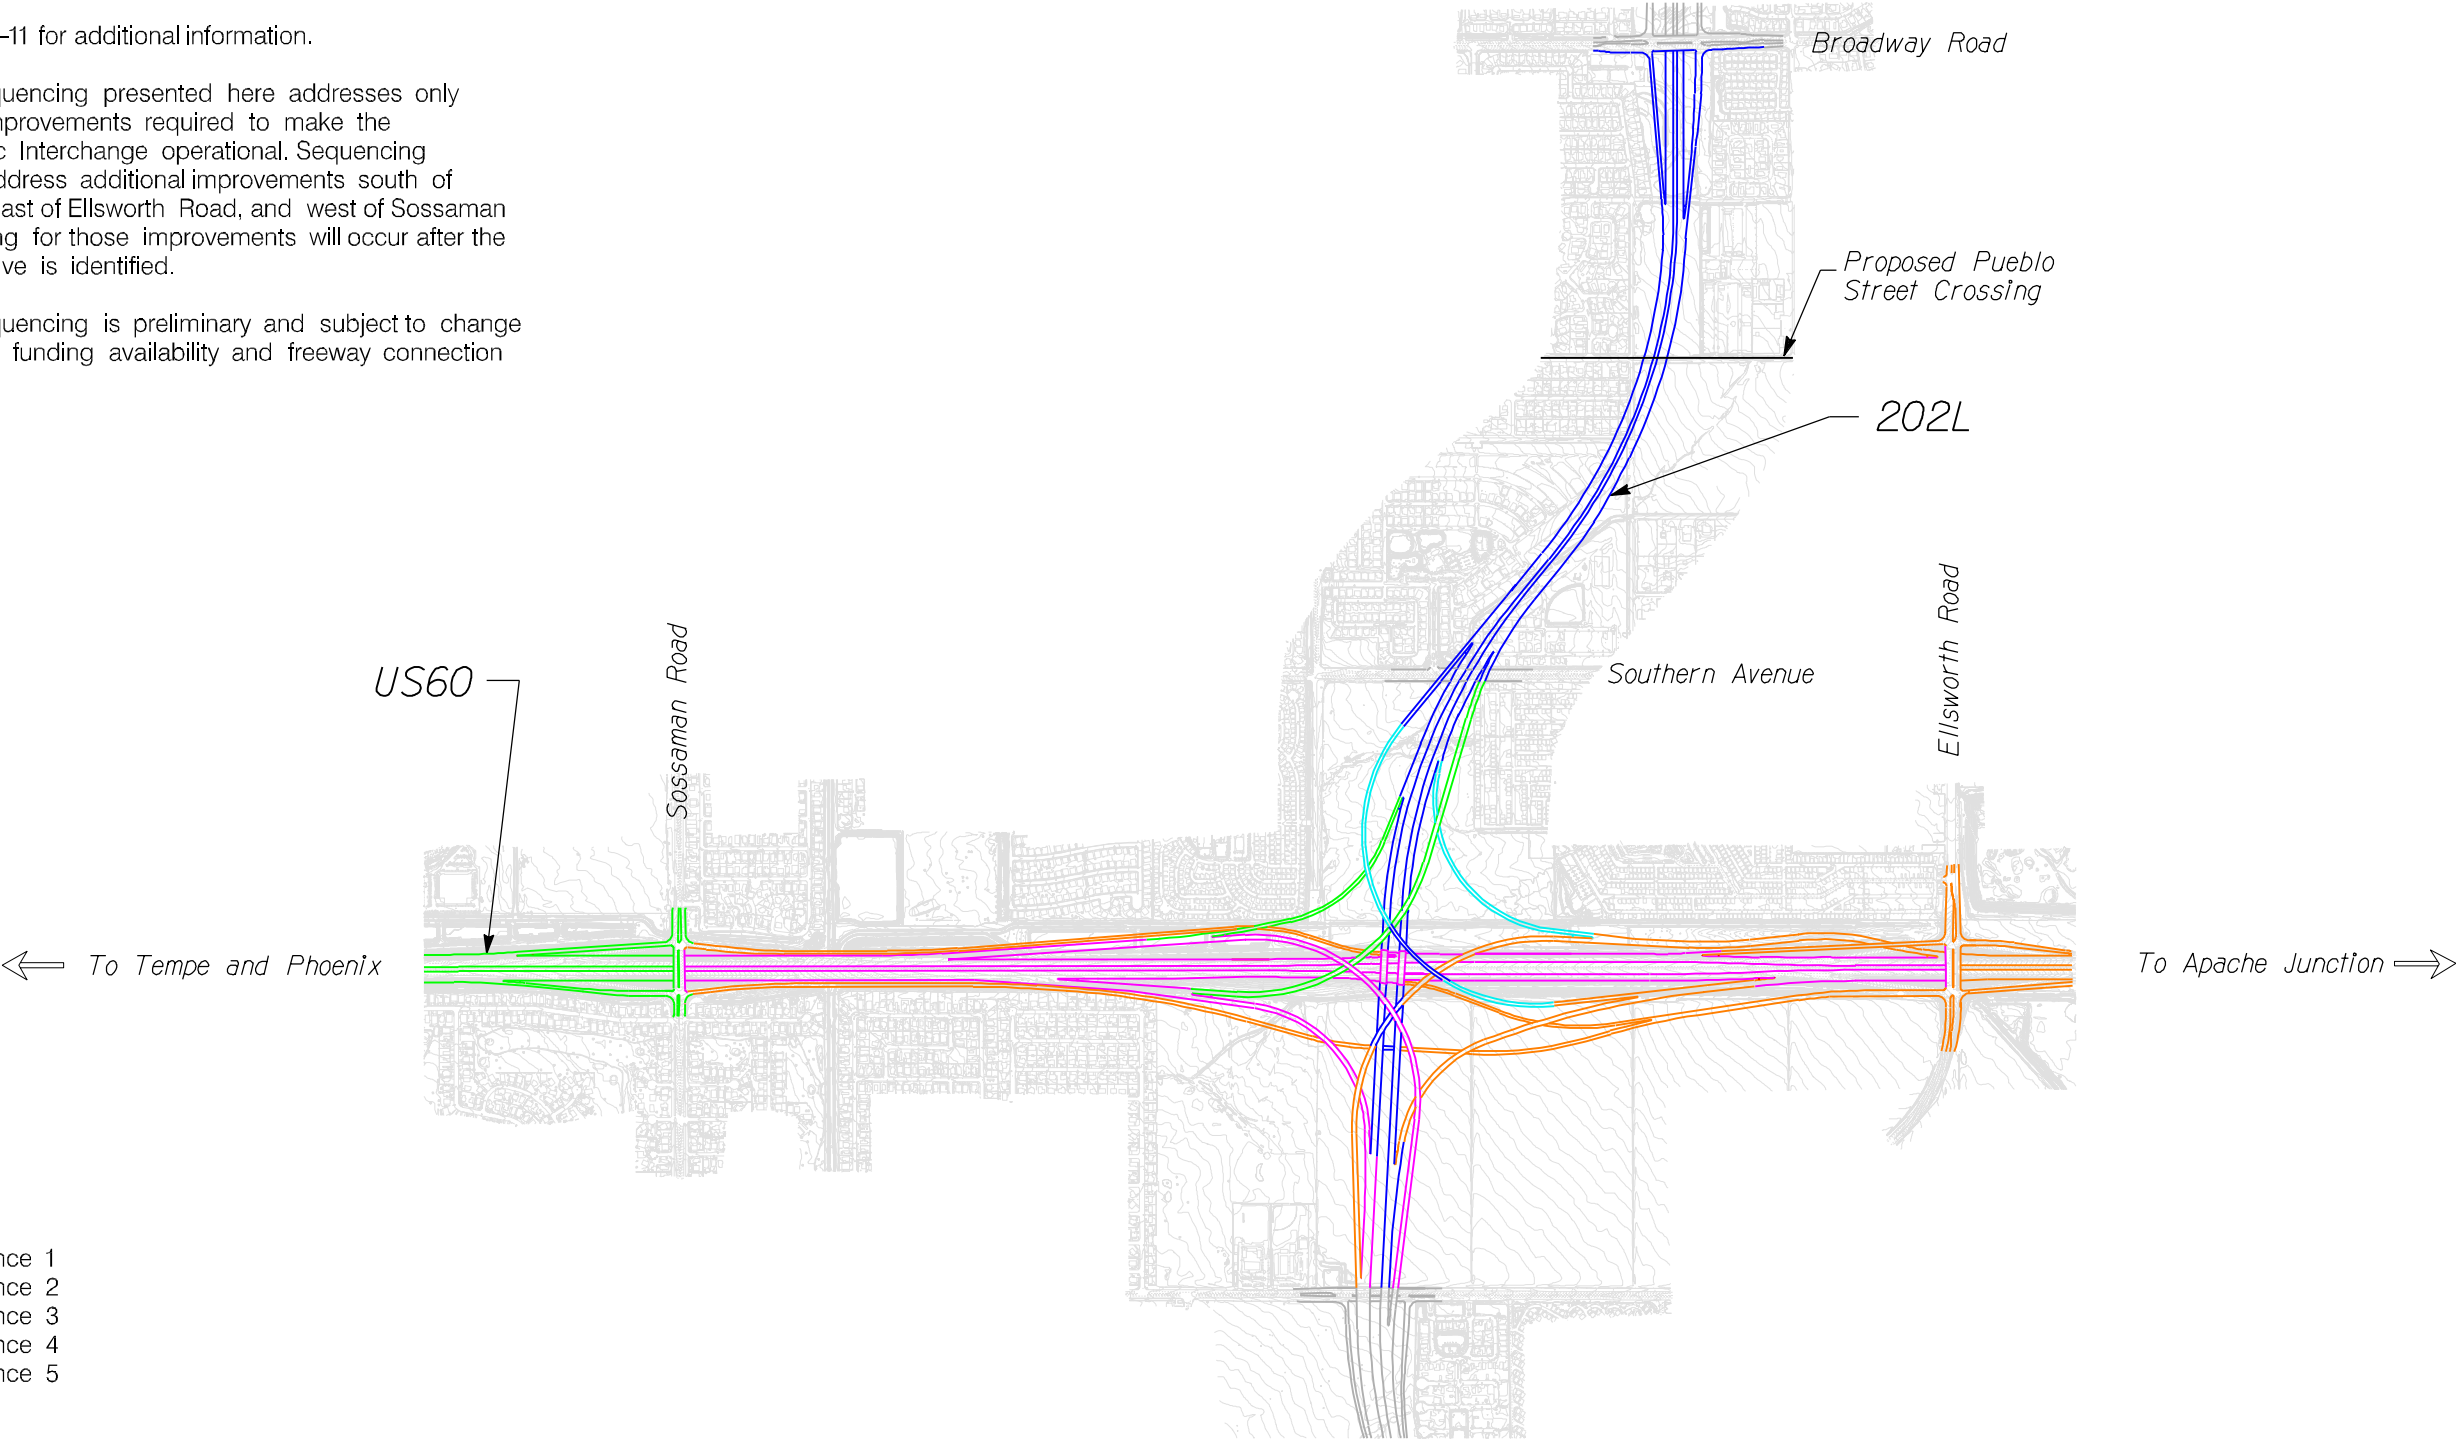 -11 for additional information.
quencing presented here addresses only
nprovements required to make the
c Interchange operational. Sequencing
ddress additional improvements south of
ast of Ellsworth Road, and west of Sossaman
ng for those improvements will occur after the
ve is identified.
quencing is preliminary and subject to change
funding availability and freeway connection
Broadway Road
Proposed Pueblo
Street Crossing
202L
Southern Avenue
Ellsworth Road
Sossaman Road
US60
To Tempe and Phoenix
To Apache Junction
nce 1
nce 2
nce 3
nce 4
nce 5